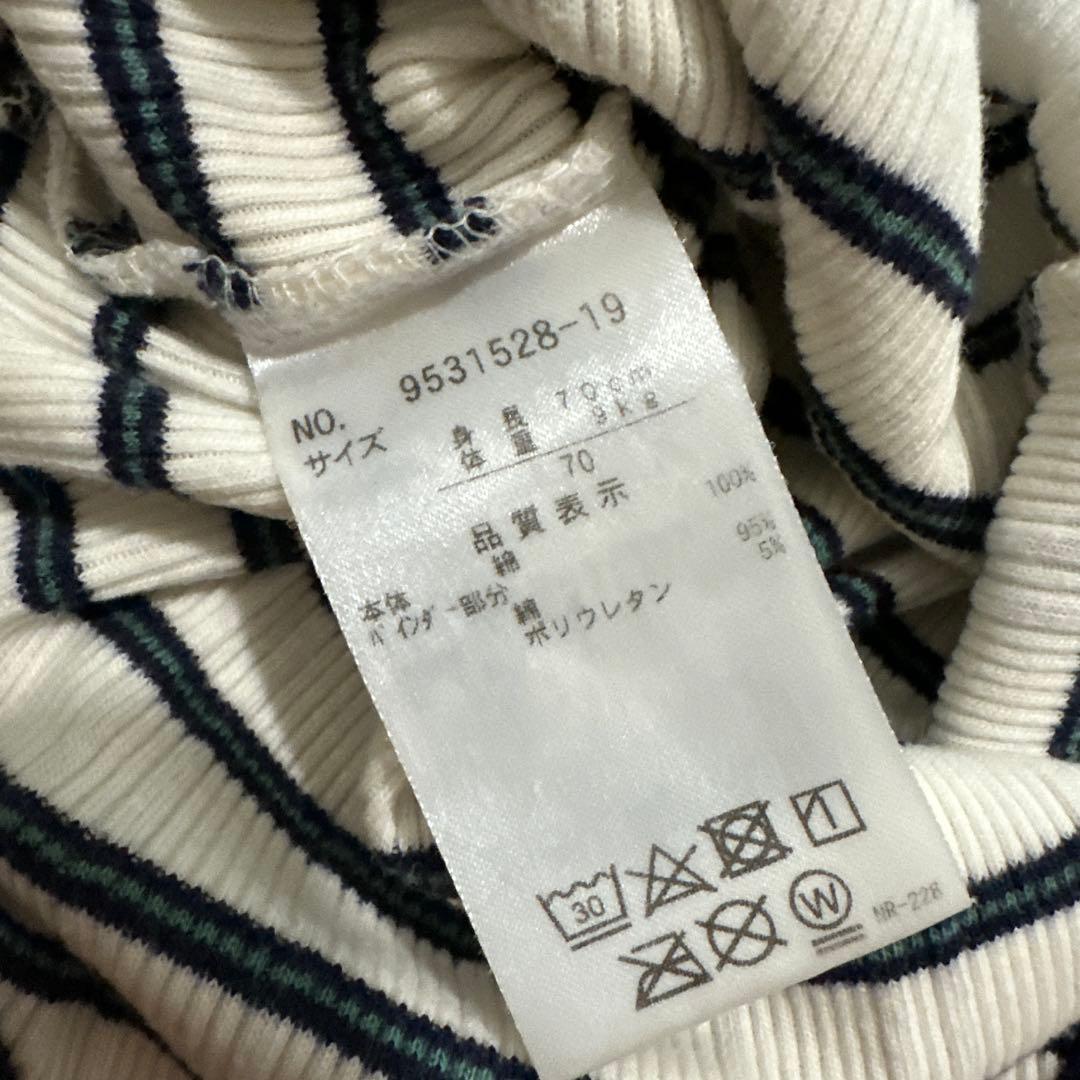 NO. 9531528-19
サイズ 身長 70cm
体重 9kg
70
品質表示
本体 綿 100%
バインダー部分 綿 95%
ポリウレタン 5%
30
W
NR-228